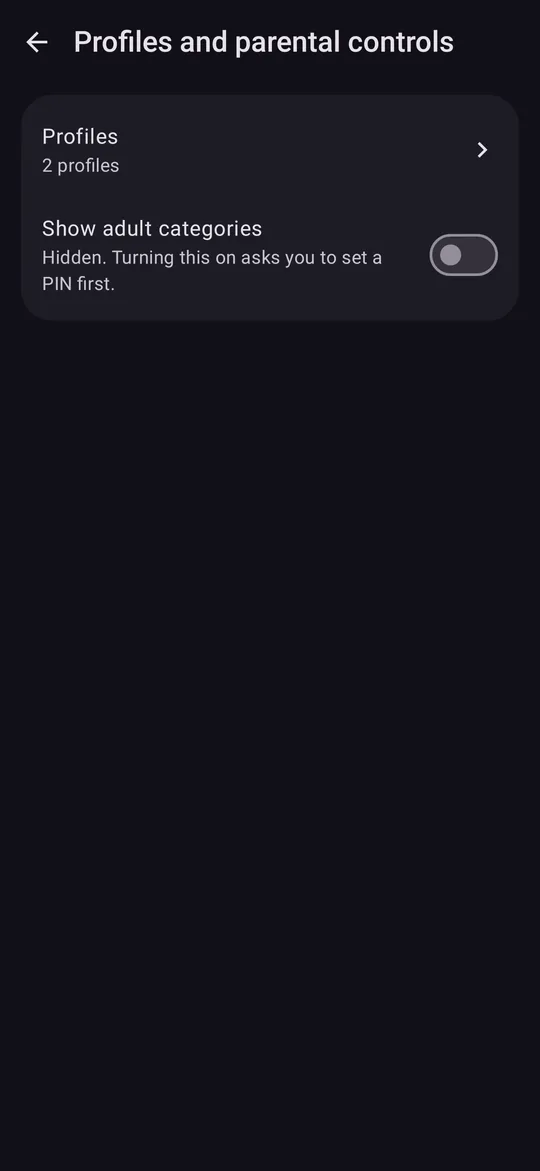 Profiles and parental controls
Profiles
2 profiles
Show adult categories
Hidden. Turning this on asks you to set a
PIN first.